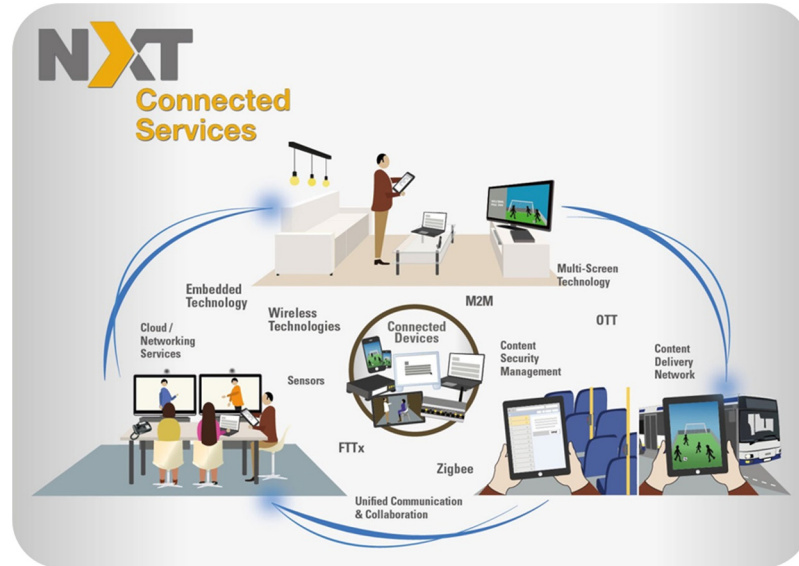 NXT
Connected
Services
Multi-Screen
Technology
Embedded
Technology
M2M
Wireless
Technologies
OTT
Cloud /
Networking
Services
Connected
Devices
Content
Security
Management
Content
Delivery
Network
Sensors
FTTx
Zigbee
Unified Communication
& Collaboration